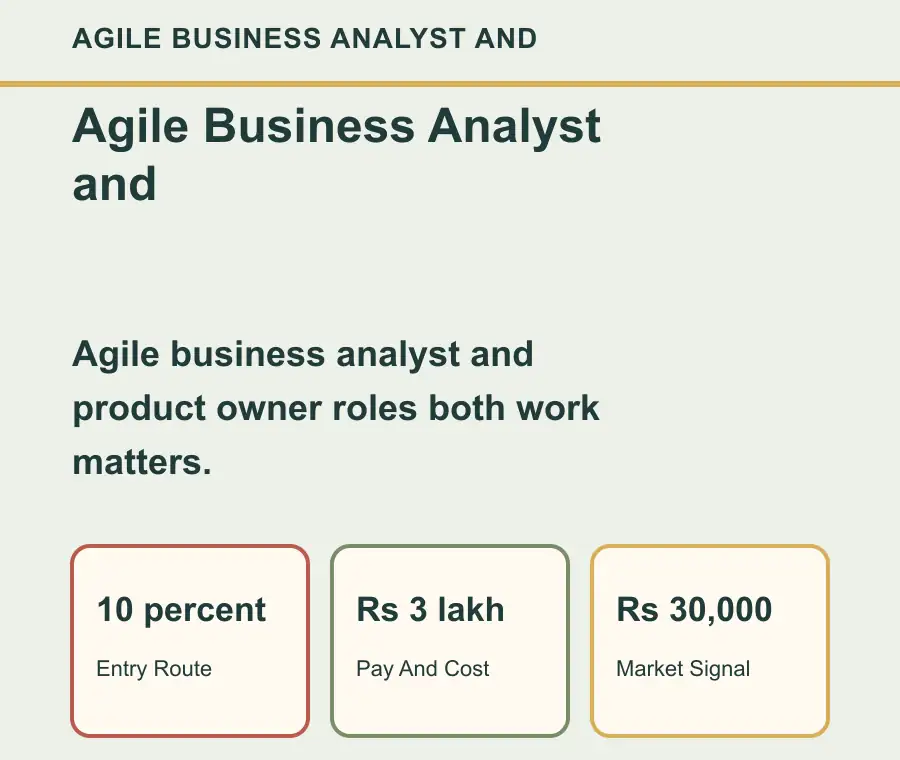 AGILE BUSINESS ANALYST AND
Agile Business Analyst
and
Agile business analyst and
product owner roles both work
matters.
10 percent
Entry Route
Rs 3 lakh
Pay And Cost
Rs 30,000
Market Signal